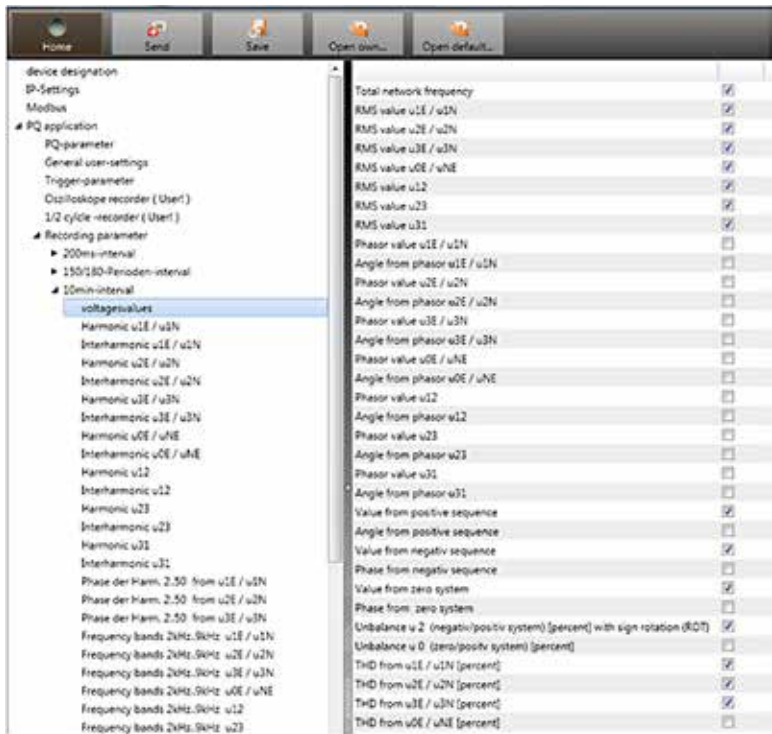 Home
Send
Save
Open own...
Open default...
device designation
IP-Settings
Modbus
PQ application
PQ-parameter
General user-settings
Trigger-parameter
Oszilloskope recorder ( User! )
1/2 cylcle -recorder ( User! )
Recording parameter
200ms-interval
150/180-Perioden-interval
10min-interval
voltagesvalues
Harmonic u1E / u1N
Interharmonic u1E / u1N
Harmonic u2E / u2N
Interharmonic u2E / u2N
Harmonic u3E / u3N
Interharmonic u3E / u3N
Harmonic u0E / uNE
Interharmonic u0E / uNE
Harmonic u12
Interharmonic u12
Harmonic u23
Interharmonic u23
Harmonic u31
Interharmonic u31
Phase der Harm. 2.50 from u1E / u1N
Phase der Harm. 2.50 from u2E / u2N
Phase der Harm. 2.50 from u3E / u3N
Frequency bands 2kHz..9kHz u1E / u1N
Frequency bands 2kHz..9kHz u2E / u2N
Frequency bands 2kHz..9kHz u3E / u3N
Frequency bands 2kHz..9kHz u0E / uNE
Frequency bands 2kHz..9kHz u12
Frequency bands 2kHz..9kHz u23
Total network frequency
RMS value u1E / u1N
RMS value u2E / u2N
RMS value u3E / u3N
RMS value u0E / uNE
RMS value u12
RMS value u23
RMS value u31
Phasor value u1E / u1N
Angle from phasor u1E / u1N
Phasor value u2E / u2N
Angle from phasor u2E / u2N
Phasor value u3E / u3N
Angle from phasor u3E / u3N
Phasor value u0E / uNE
Angle from phasor u0E / uNE
Phasor value u12
Angle from phasor u12
Phasor value u23
Angle from phasor u23
Phasor value u31
Angle from phasor u31
Value from positive sequence
Angle from positive sequence
Value from negativ sequence
Phase from negativ sequence
Value from zero system
Phase from zero system
Unbalance u 2 (negativ/positiv system) [percent] with sign rotation (ROT)
Unbalance u 0 (zero/positv system) [percent]
THD from u1E / u1N [percent]
THD from u2E / u2N [percent]
THD from u3E / u3N [percent]
THD from u0E / uNE [percent]